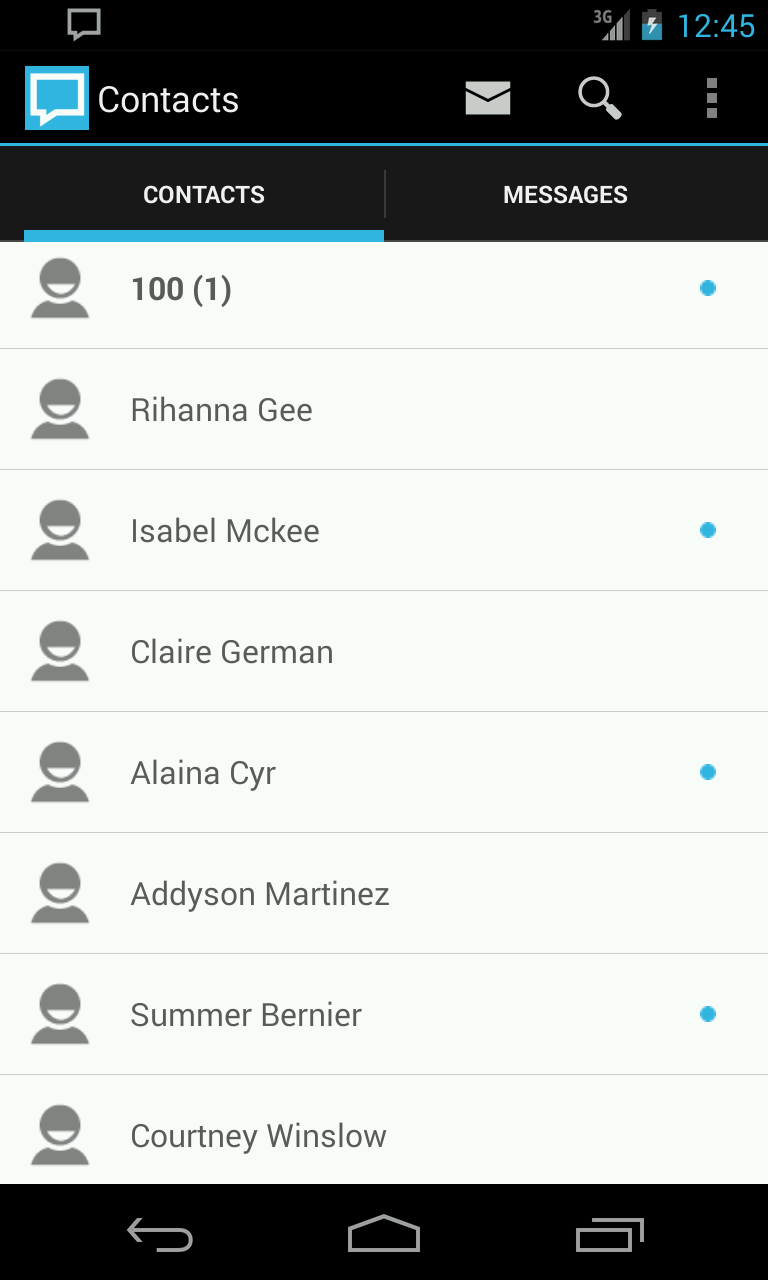 3G 12:45
Contacts
CONTACTS MESSAGES
100 (1)
Rihanna Gee
Isabel Mckee
Claire German
Alaina Cyr
Addyson Martinez
Summer Bernier
Courtney Winslow